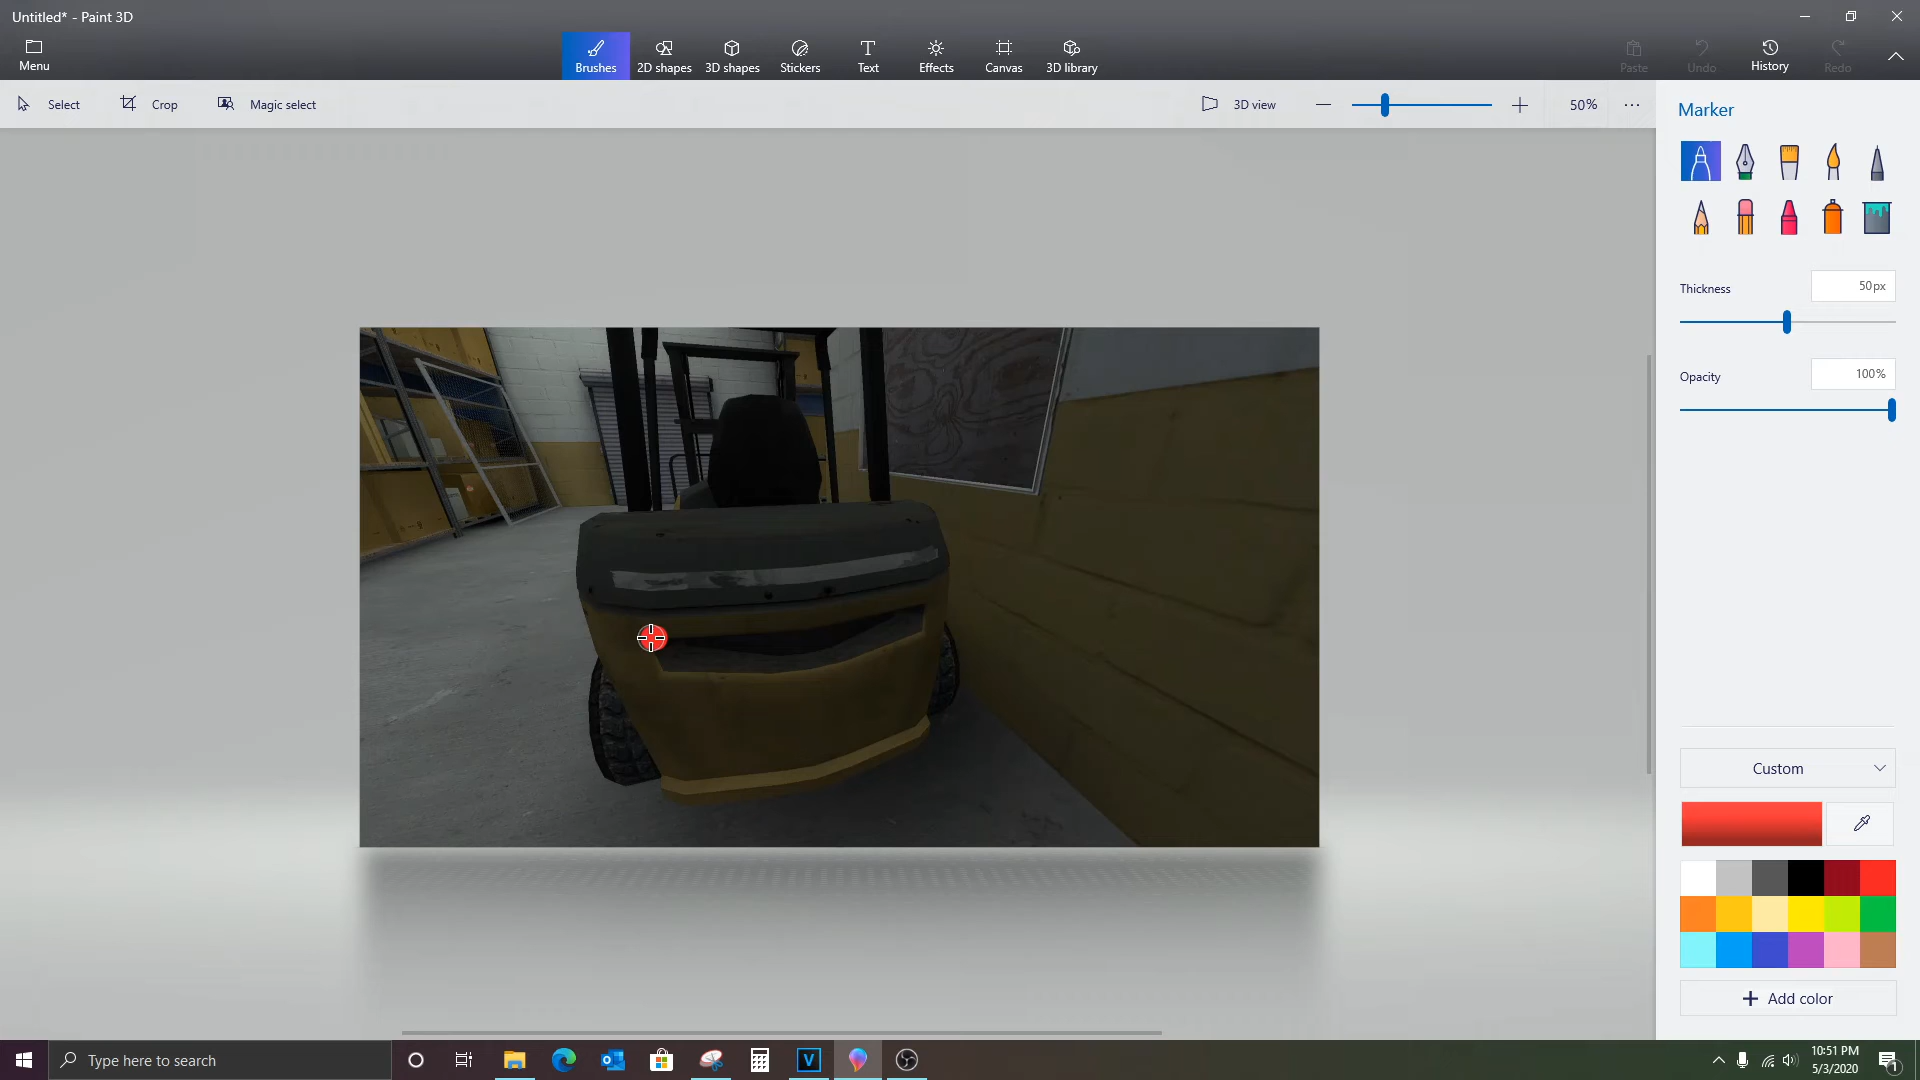 Untitled* - Paint 3D
Menu
Brushes
2D shapes
3D shapes
Stickers
Text
Effects
Canvas
3D library
Paste
Undo
History
Redo
Select
Crop
Magic select
3D view
50%
Marker
Thickness
50px
Opacity
100%
Custom
Add color
Type here to search
10:51 PM
5/3/2020
1